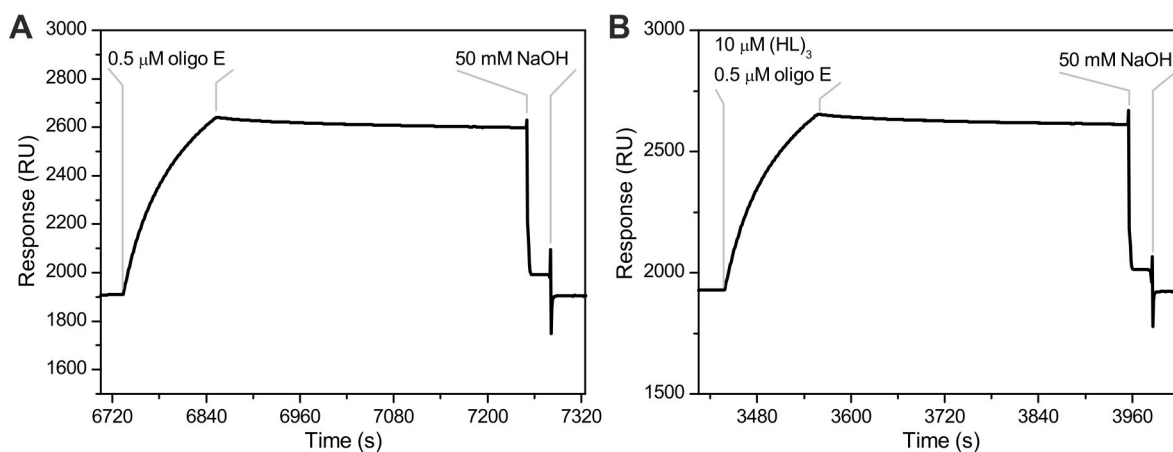 A
3000
2800
2600
2400
2200
2000
1800
1600
Response (RU)
0.5 μM oligo E
50 mM NaOH
6720 6840 6960 7080 7200 7320
Time (s)
B
3000
2500
2000
1500
Response (RU)
10 μM (HL)3
0.5 μM oligo E
50 mM NaOH
3480 3600 3720 3840 3960
Time (s)